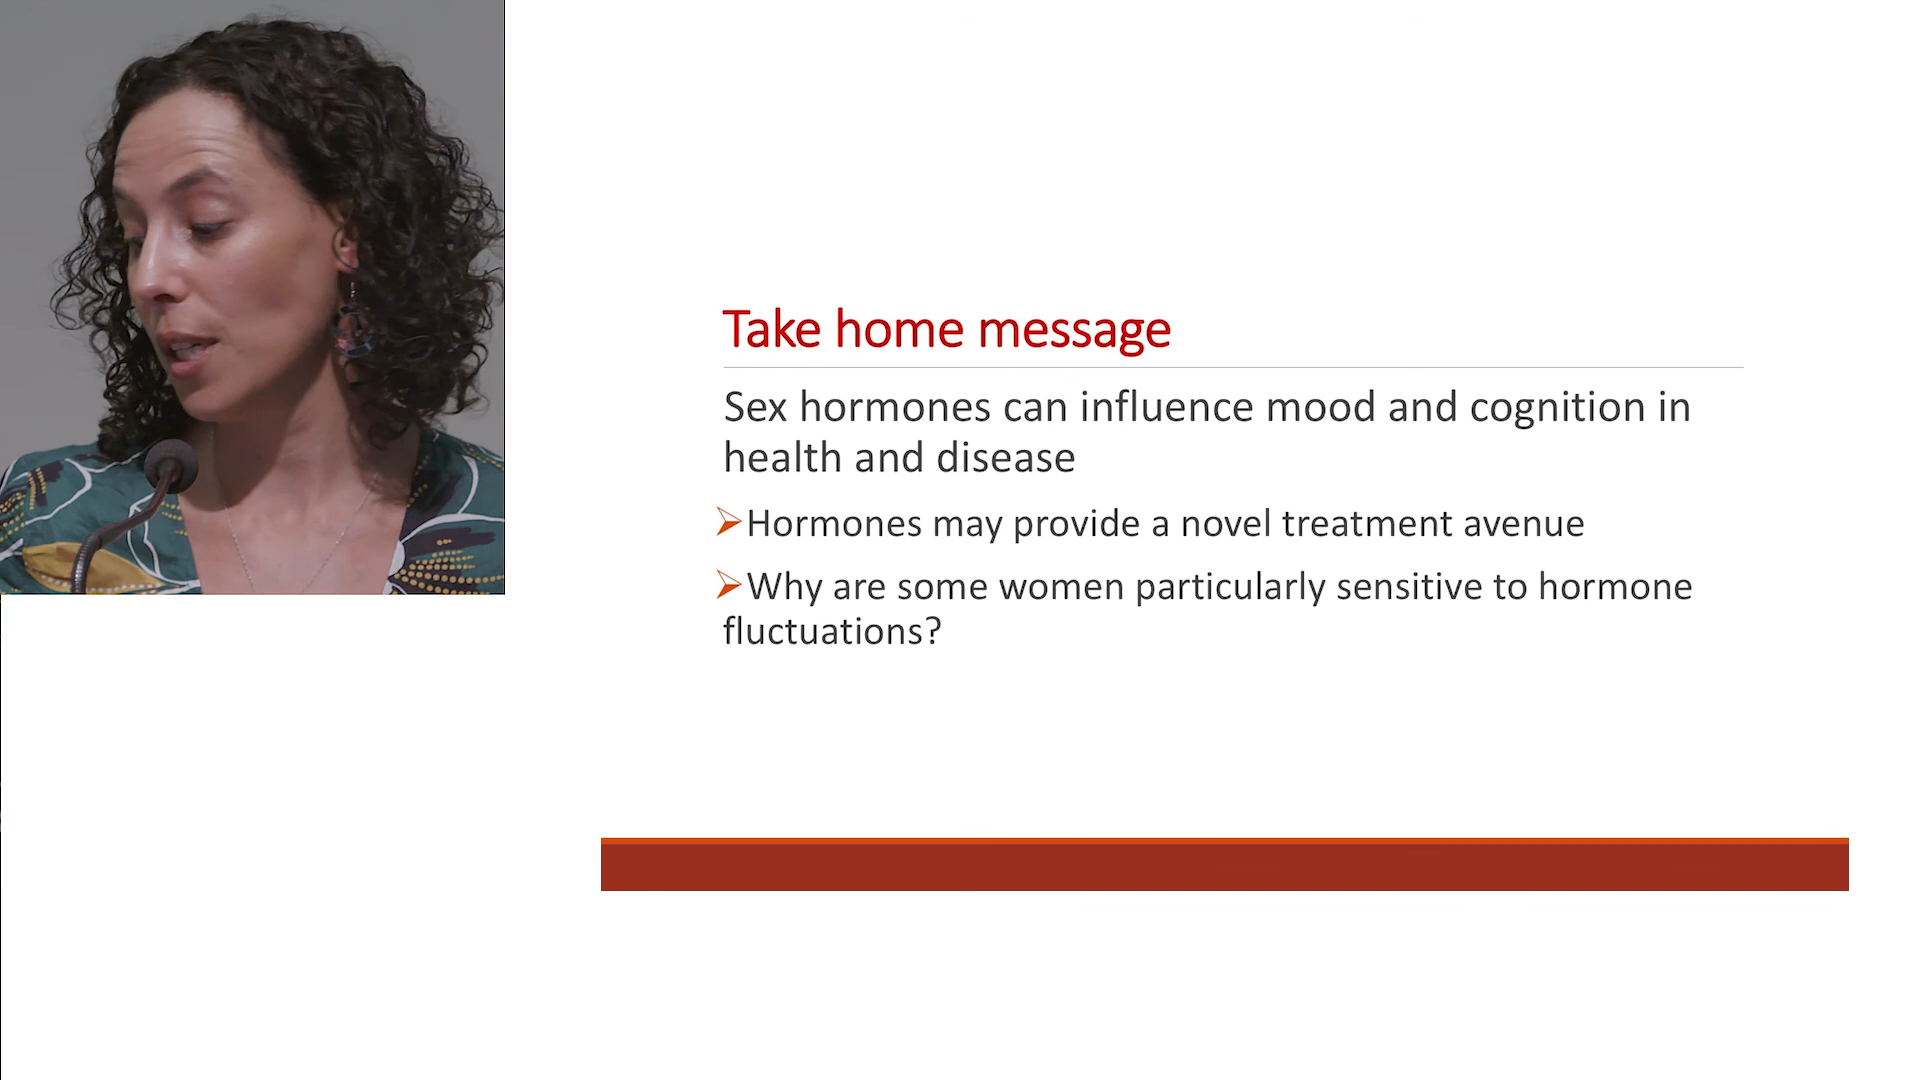 Take home message
Sex hormones can influence mood and cognition in
health and disease
Hormones may provide a novel treatment avenue
Why are some women particularly sensitive to hormone
fluctuations?